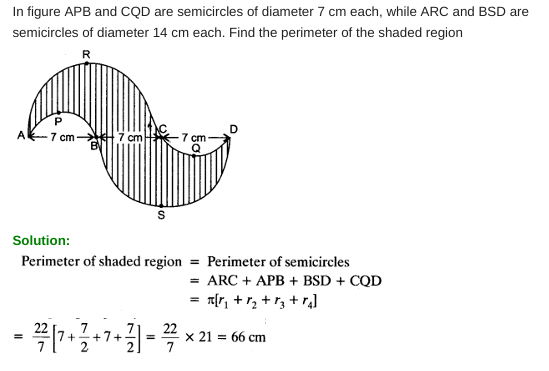 In figure APB and CQD are semicircles of diameter 7 cm each, while ARC and BSD are
semicircles of diameter 14 cm each. Find the perimeter of the shaded region
R
P
A 7 cm B 7 cm C 7 cm D
Q
S
Solution:
Perimeter of shaded region = Perimeter of semicircles
= ARC + APB + BSD + CQD
= π[r₁ + r₂ + r₃ + r₄]
= 22/7 [7 + 7/2 + 7 + 7/2] = 22/7 × 21 = 66 cm